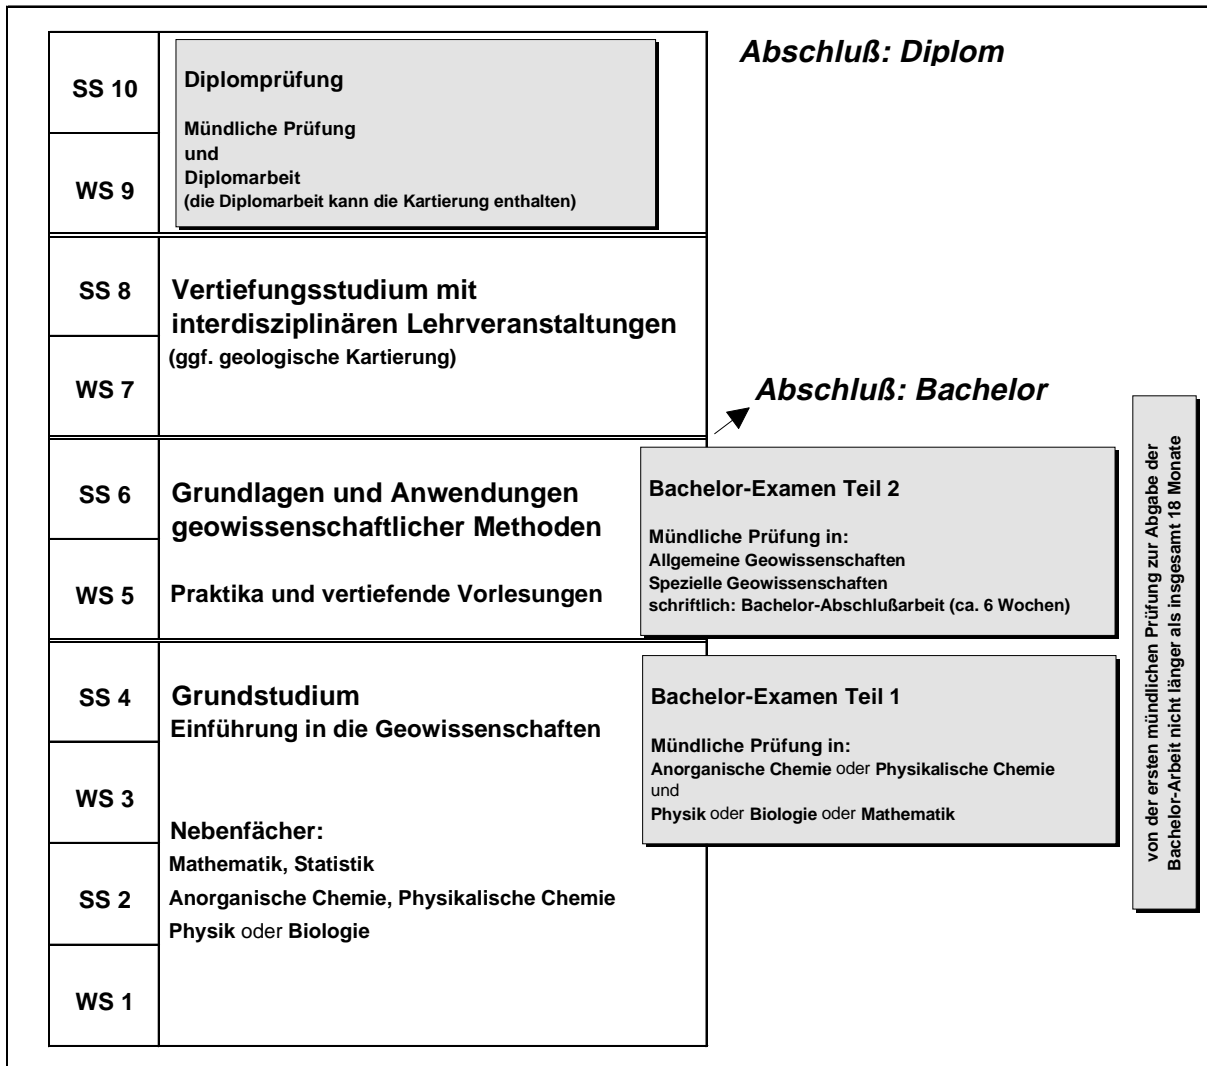 Abschluß: Diplom
SS 10
Diplomprüfung
Mündliche Prüfung
und
Diplomarbeit
(die Diplomarbeit kann die Kartierung enthalten)
WS 9
SS 8
Vertiefungsstudium mit
interdisziplinären Lehrveranstaltungen
(ggf. geologische Kartierung)
WS 7
Abschluß: Bachelor
SS 6
Grundlagen und Anwendungen
geowissenschaftlicher Methoden
WS 5
Praktika und vertiefende Vorlesungen
Bachelor-Examen Teil 2
Mündliche Prüfung in:
Allgemeine Geowissenschaften
Spezielle Geowissenschaften
schriftlich: Bachelor-Abschlußarbeit (ca. 6 Wochen)
SS 4
Grundstudium
Einführung in die Geowissenschaften
WS 3
Nebenfächer:
Mathematik, Statistik
SS 2
Anorganische Chemie, Physikalische Chemie
Physik oder Biologie
WS 1
Bachelor-Examen Teil 1
Mündliche Prüfung in:
Anorganische Chemie oder Physikalische Chemie
und
Physik oder Biologie oder Mathematik
von der ersten mündlichen Prüfung zur Abgabe der
Bachelor-Arbeit nicht länger als insgesamt 18 Monate